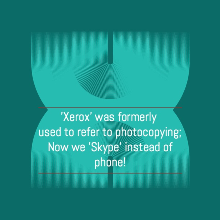 'Xerox' was formerly
used to refer to photocopying;
Now we 'Skype' instead of
phone!